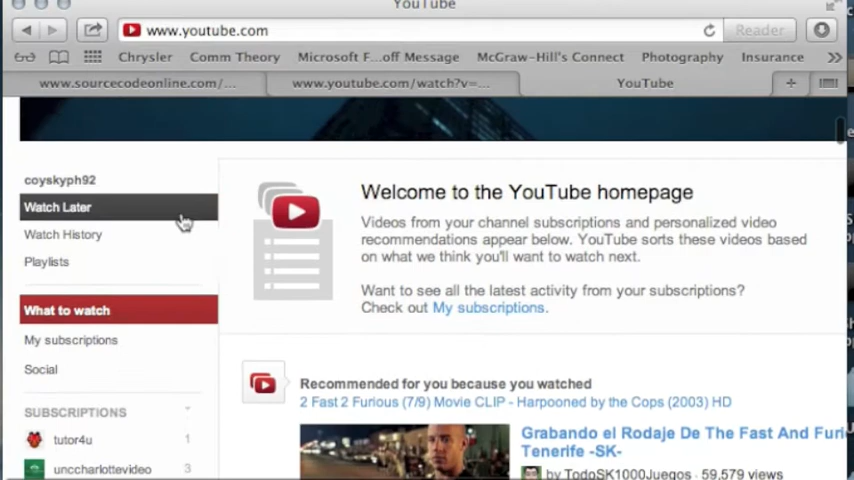 YouTube
www.youtube.com
Reader
Chrysler Comm Theory Microsoft F...off Message McGraw-Hill's Connect Photography Insurance
www.sourcecodeonline.com/... www.youtube.com/watch?v=... YouTube
coyskyph92
Watch Later
Watch History
Playlists
What to watch
My subscriptions
Social
SUBSCRIPTIONS
tutor4u 1
unccharlottevideo 3
Welcome to the YouTube homepage
Videos from your channel subscriptions and personalized video
recommendations appear below. YouTube sorts these videos based
on what we think you'll want to watch next.
Want to see all the latest activity from your subscriptions?
Check out My subscriptions.
Recommended for you because you watched
2 Fast 2 Furious (7/9) Movie CLIP - Harpooned by the Cops (2003) HD
Grabando el Rodaje De The Fast And Furi
Tennessee -SK-
by TodoSK1000Juegos · 59,579 views